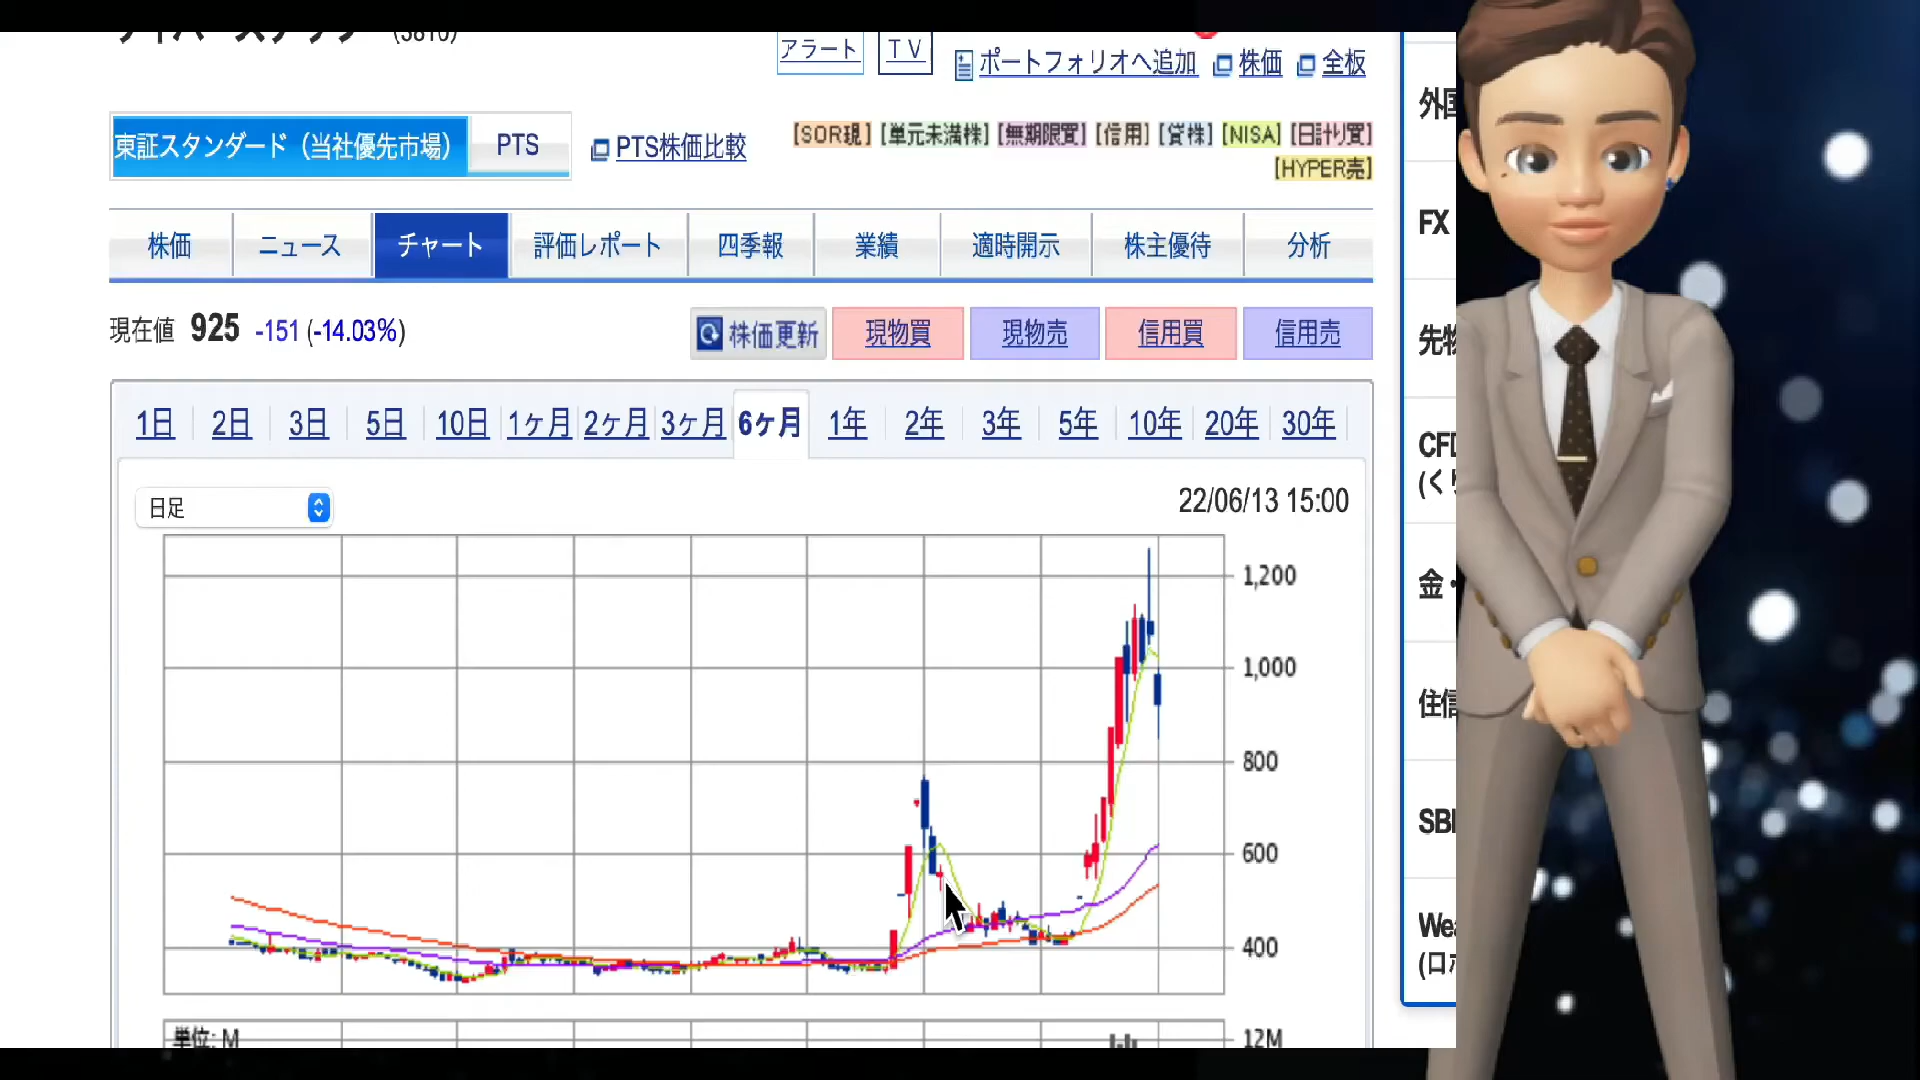 アラート
TV
ポートフォリオへ追加
株価
全板
東証スタンダード（当社優先市場）
PTS
PTS株価比較
[SOR現] [単元未満株] [無期限買] [信用] [貸株] [NISA] [日計り買]
[HYPER売]
株価
ニュース
チャート
評価レポート
四季報
業績
適時開示
株主優待
分析
現在値 925 -151 (-14.03%)
株価更新
現物買
現物売
信用買
信用売
1日
2日
3日
5日
10日
1ヶ月
2ヶ月
3ヶ月
6ヶ月
1年
2年
3年
5年
10年
20年
30年
日足
22/06/13 15:00
1,200
1,000
800
600
400
単位: M
12M
外国
FX
先物
CFD
(くり
金・
住信
SBI
Wea
(ロボ